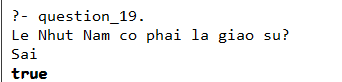 ?- question_19.
Le Nhut Nam co phai la giao su?
Sai
true